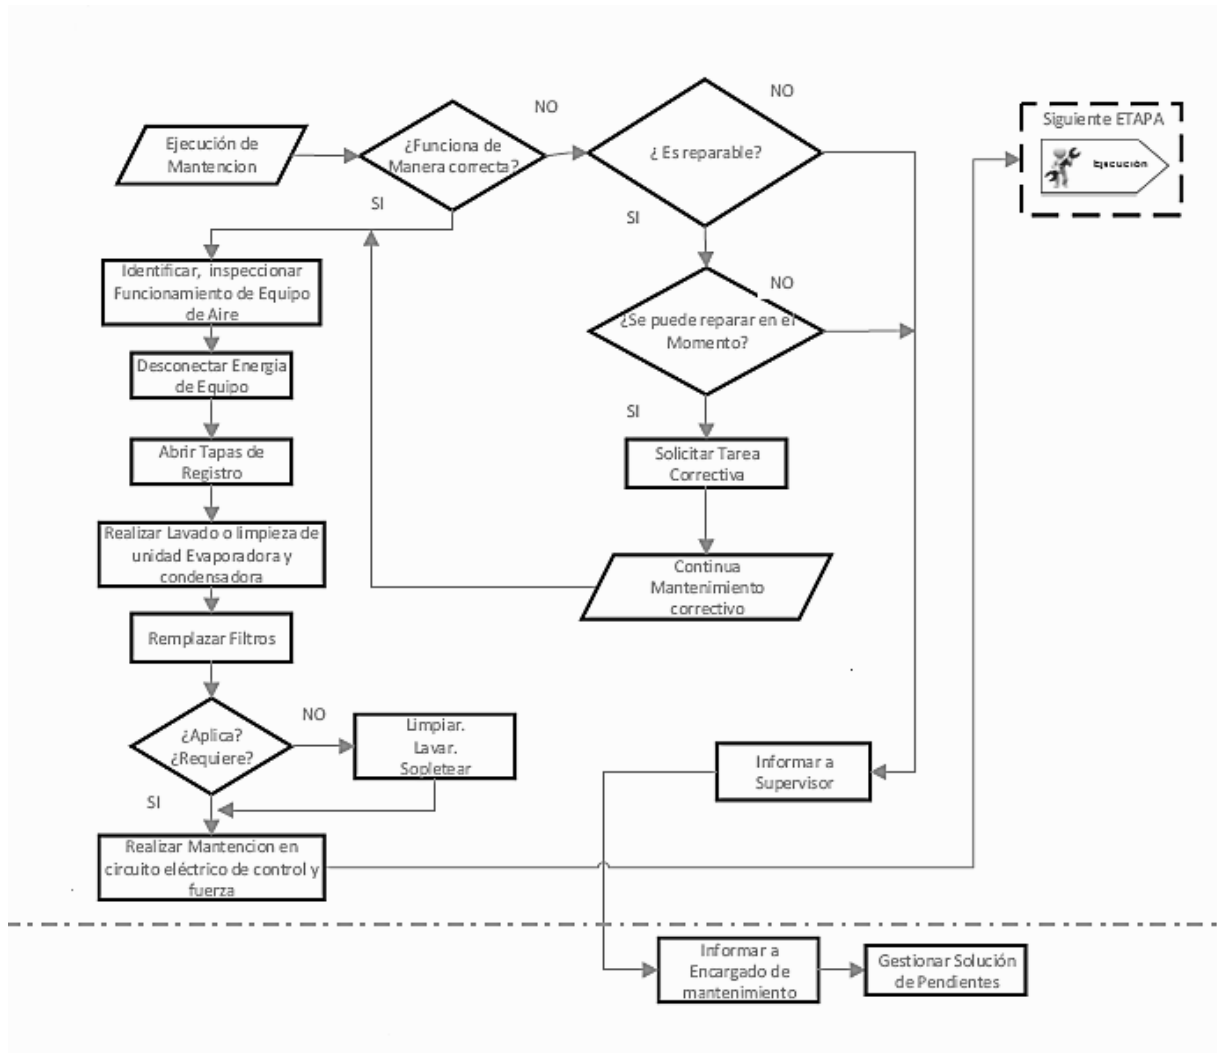 Ejecución de
Mantencion
¿Funciona de
Manera correcta?
NO
SI
¿ Es reparable?
NO
SI
Siguiente ETAPA
Ejecución
Identificar, inspeccionar
Funcionamiento de Equipo
de Aire
¿Se puede reparar en el
Momento?
NO
SI
Desconectar Energia
de Equipo
Abrir Tapas de
Registro
Solicitar Tarea
Correctiva
Realizar Lavado o limpieza de
unidad Evaporadora y
condensadora
Continua
Mantenimiento
correctivo
Remplazar Filtros
¿Aplica?
¿Requiere?
NO
SI
Limpiar.
Lavar.
Sopletear
Informar a
Supervisor
Realizar Mantencion en
circuito eléctrico de control y
fuerza
Informar a
Encargado de
mantenimiento
Gestionar Solución
de Pendientes